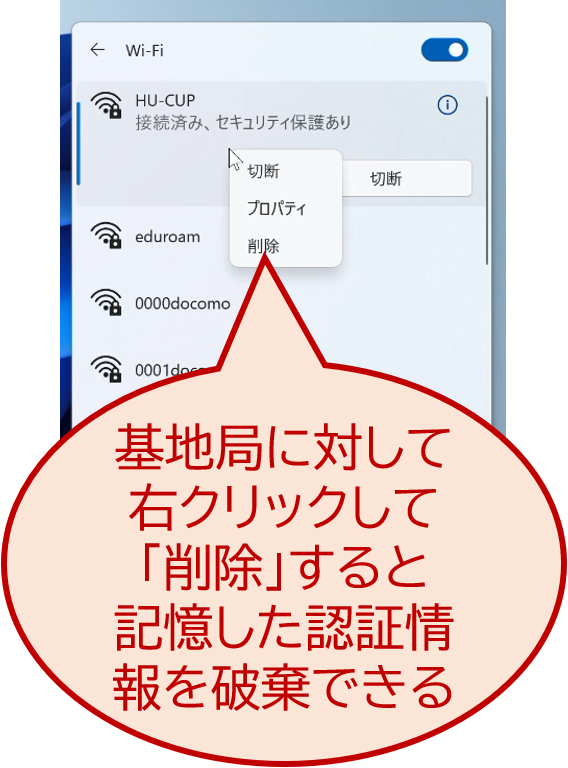 Wi-Fi
HU-CUP
接続済み、セキュリティ保護あり
切断
切断
プロパティ
削除
eduroam
0000docomo
基地局に対して
右クリックして
「削除」すると
記憶した認証情
報を破棄できる